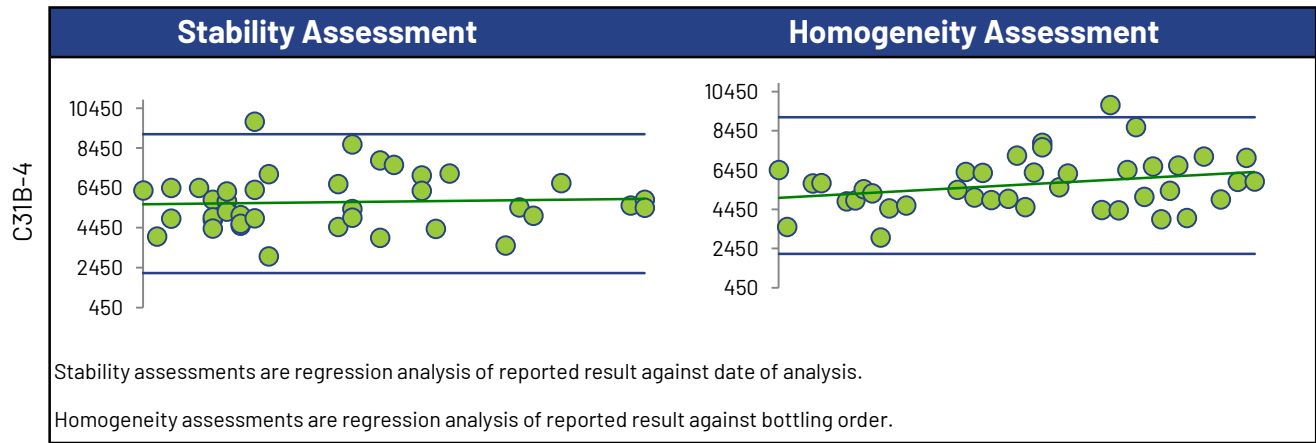 Stability Assessment
Homogeneity Assessment
C31B-4
10450
8450
6450
4450
2450
450
10450
8450
6450
4450
2450
450
Stability assessments are regression analysis of reported result against date of analysis.
Homogeneity assessments are regression analysis of reported result against bottling order.